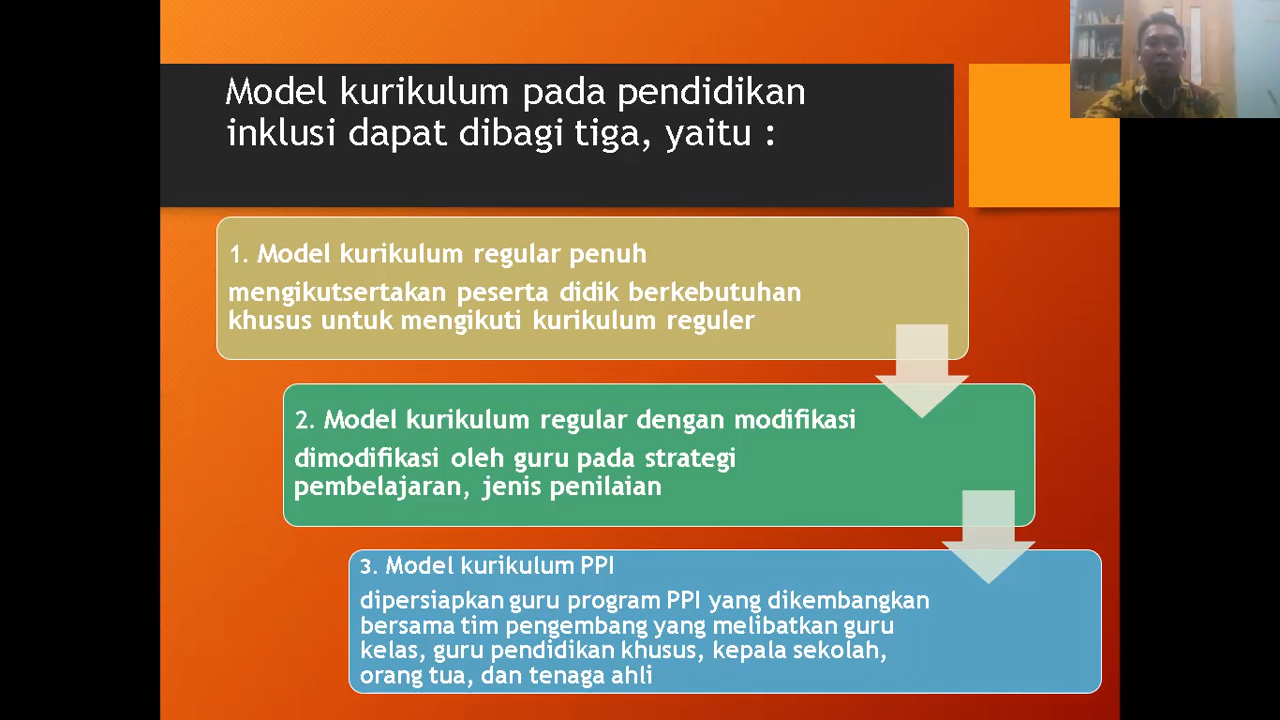 Model kurikulum pada pendidikan
inklusi dapat dibagi tiga, yaitu :
1. Model kurikulum regular penuh
mengikutsertakan peserta didik berkebutuhan
khusus untuk mengikuti kurikulum reguler
2. Model kurikulum regular dengan modifikasi
dimodifikasi oleh guru pada strategi
pembelajaran, jenis penilaian
3. Model kurikulum PPI
dipersiapkan guru program PPI yang dikembangkan
bersama tim pengembang yang melibatkan guru
kelas, guru pendidikan khusus, kepala sekolah,
orang tua, dan tenaga ahli